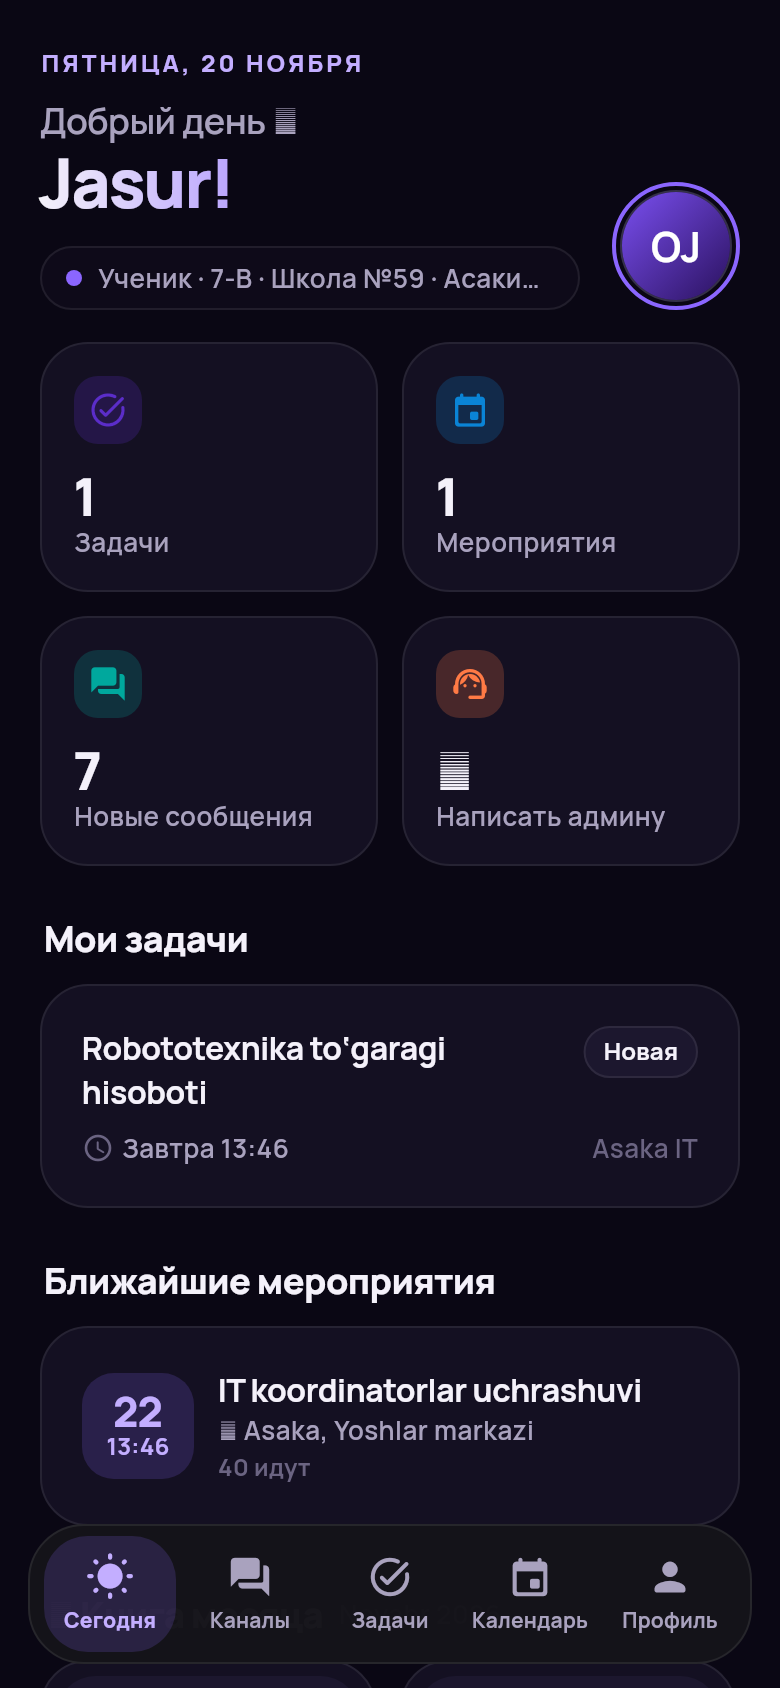 ПЯТНИЦА, 20 НОЯБРЯ
Добрый день
Jasur!
Ученик · 7-В · Школа №59 · Асаки...
OJ
1
Задачи
1
Мероприятия
7
Новые сообщения
Написать админу
Мои задачи
Robototexnika to‘garagi
hisoboti
Новая
Завтра 13:46
Asaka IT
Ближайшие мероприятия
22
13:46
IT koordinatorlar uchrashuvi
Asaka, Yoshlar markazi
40 идут
Сегодня
Каналы
Задачи
Календарь
Профиль